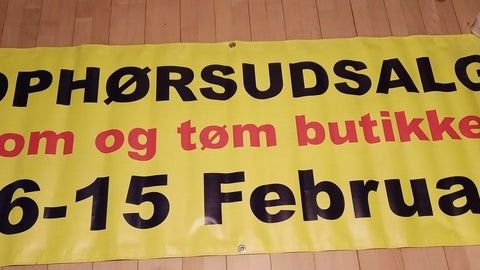 OPHØRSUDSALG
om og tøm butikke
6-15 Februa